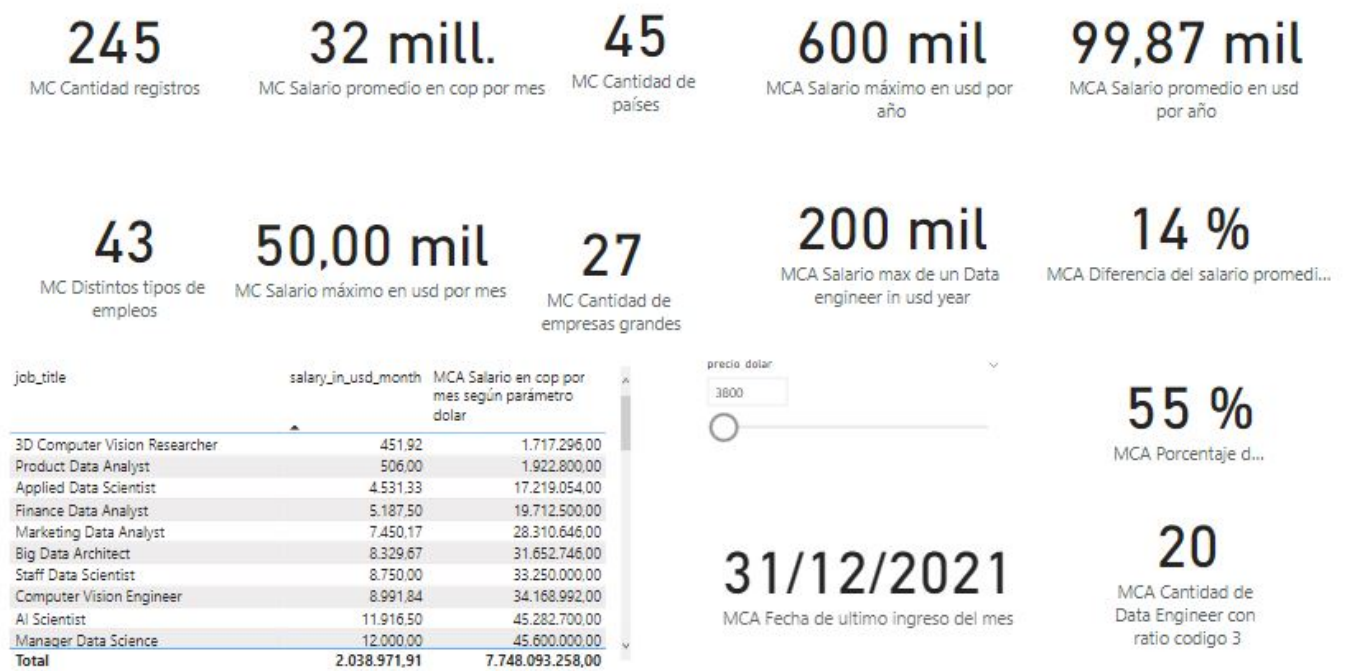 245
MC Cantidad registros
32 mill.
MC Salario promedio en cop por mes
45
MC Cantidad de
países
600 mil
MCA Salario máximo en usd por
año
99,87 mil
MCA Salario promedio en usd
por año
43
MC Distintos tipos de
empleos
50,00 mil
MC Salario máximo en usd por mes
27
MC Cantidad de
empresas grandes
200 mil
MCA Salario max de un Data
engineer in usd year
14 %
MCA Diferencia del salario promedi...
job_title salary_in_usd_month MCA Salario en cop por
mes según parámetro
dolar
3D Computer Vision Researcher 451,92 1.717.296,00
Product Data Analyst 506,00 1.922.800,00
Applied Data Scientist 4.531,33 17.219.054,00
Finance Data Analyst 5.187,50 19.712.500,00
Marketing Data Analyst 7.450,17 28.310.646,00
Big Data Architect 8.329,67 31.652.746,00
Staff Data Scientist 8.750,00 33.250.000,00
Computer Vision Engineer 8.991,84 34.168.992,00
AI Scientist 11.916,50 45.282.700,00
Manager Data Science 12.000,00 45.600.000,00
Total 2.038.971,91 7.748.093.258,00
precio dolar
3800
55 %
MCA Porcentaje d...
31/12/2021
MCA Fecha de ultimo ingreso del mes
20
MCA Cantidad de
Data Engineer con
ratio codigo 3